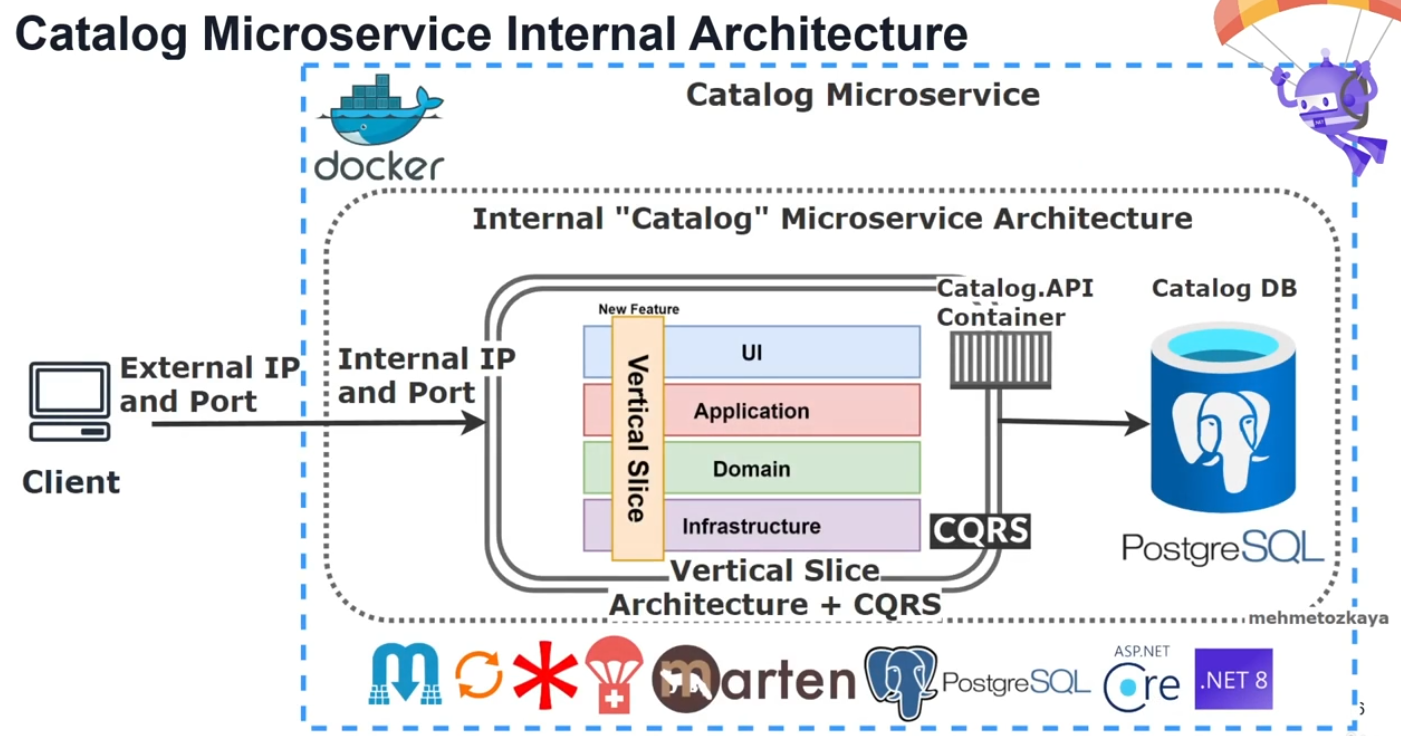 Catalog Microservice Internal Architecture
docker
Catalog Microservice
Internal "Catalog" Microservice Architecture
Client
External IP
and Port
Internal IP
and Port
New Feature
Vertical Slice
UI
Application
Domain
Infrastructure
Catalog.API
Container
CQRS
Vertical Slice
Architecture + CQRS
Catalog DB
PostgreSQL
mehmetozkaya
marten
PostgreSQL
ASP.NET
Core
.NET 8
6